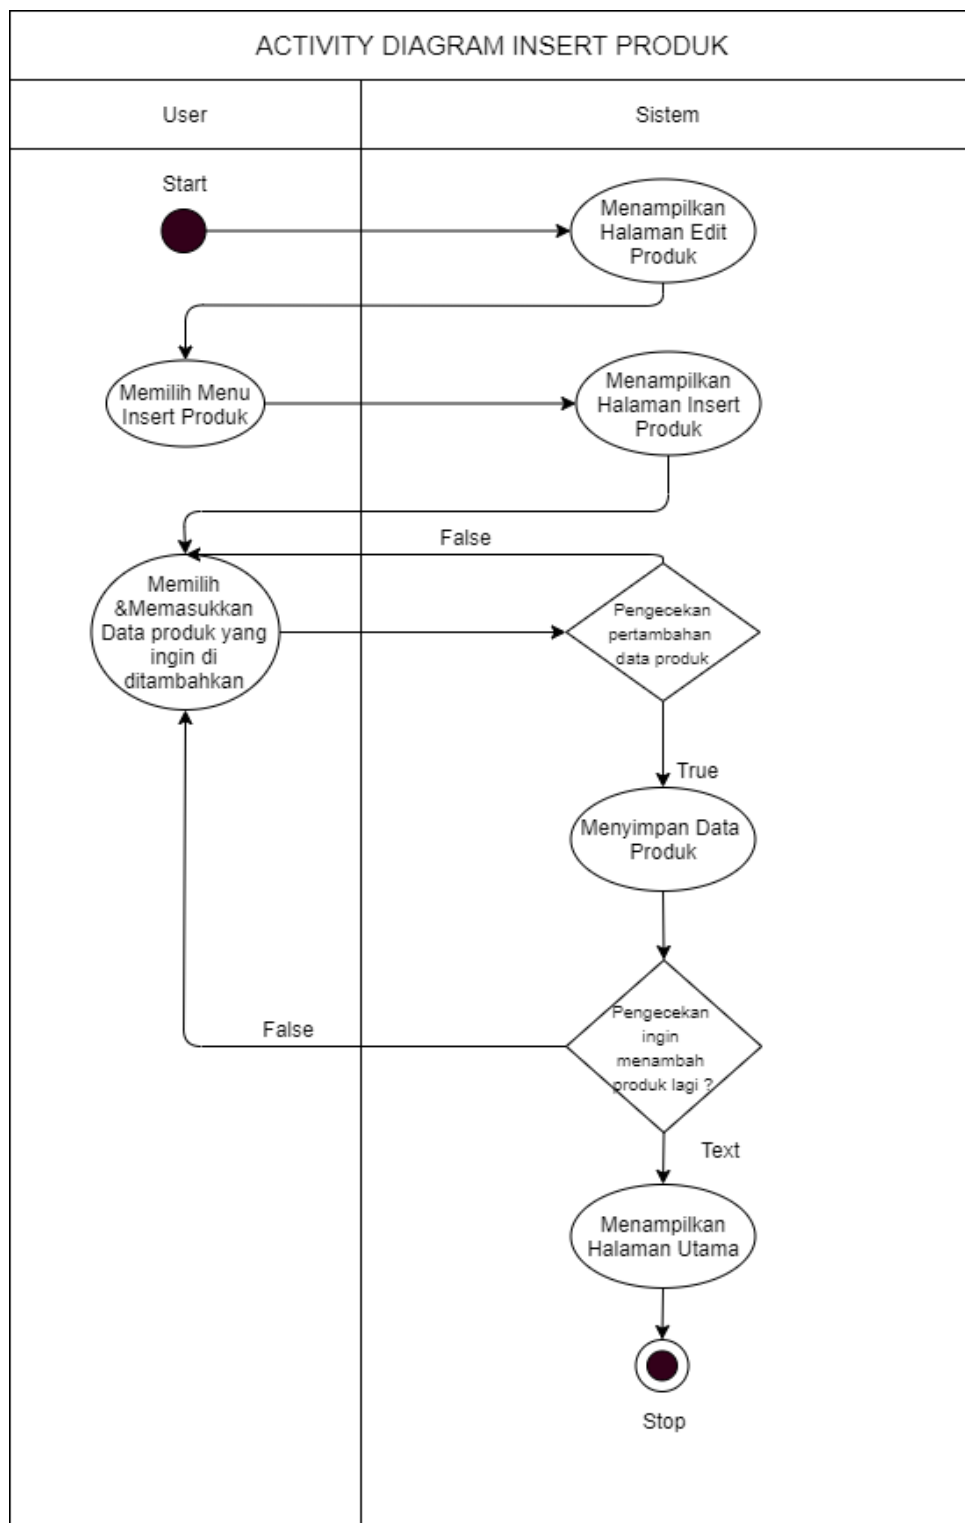 ACTIVITY DIAGRAM INSERT PRODUK
User
Sistem
Start
Menampilkan
Halaman Edit
Produk
Memilih Menu
Insert Produk
Menampilkan
Halaman Insert
Produk
False
Memilih
&Memasukkan
Data produk yang
ingin di
ditambahkan
Pengecekan
pertambahan
data produk
True
Menyimpan Data
Produk
False
Pengecekan
ingin
menambah
produk lagi ?
Text
Menampilkan
Halaman Utama
Stop